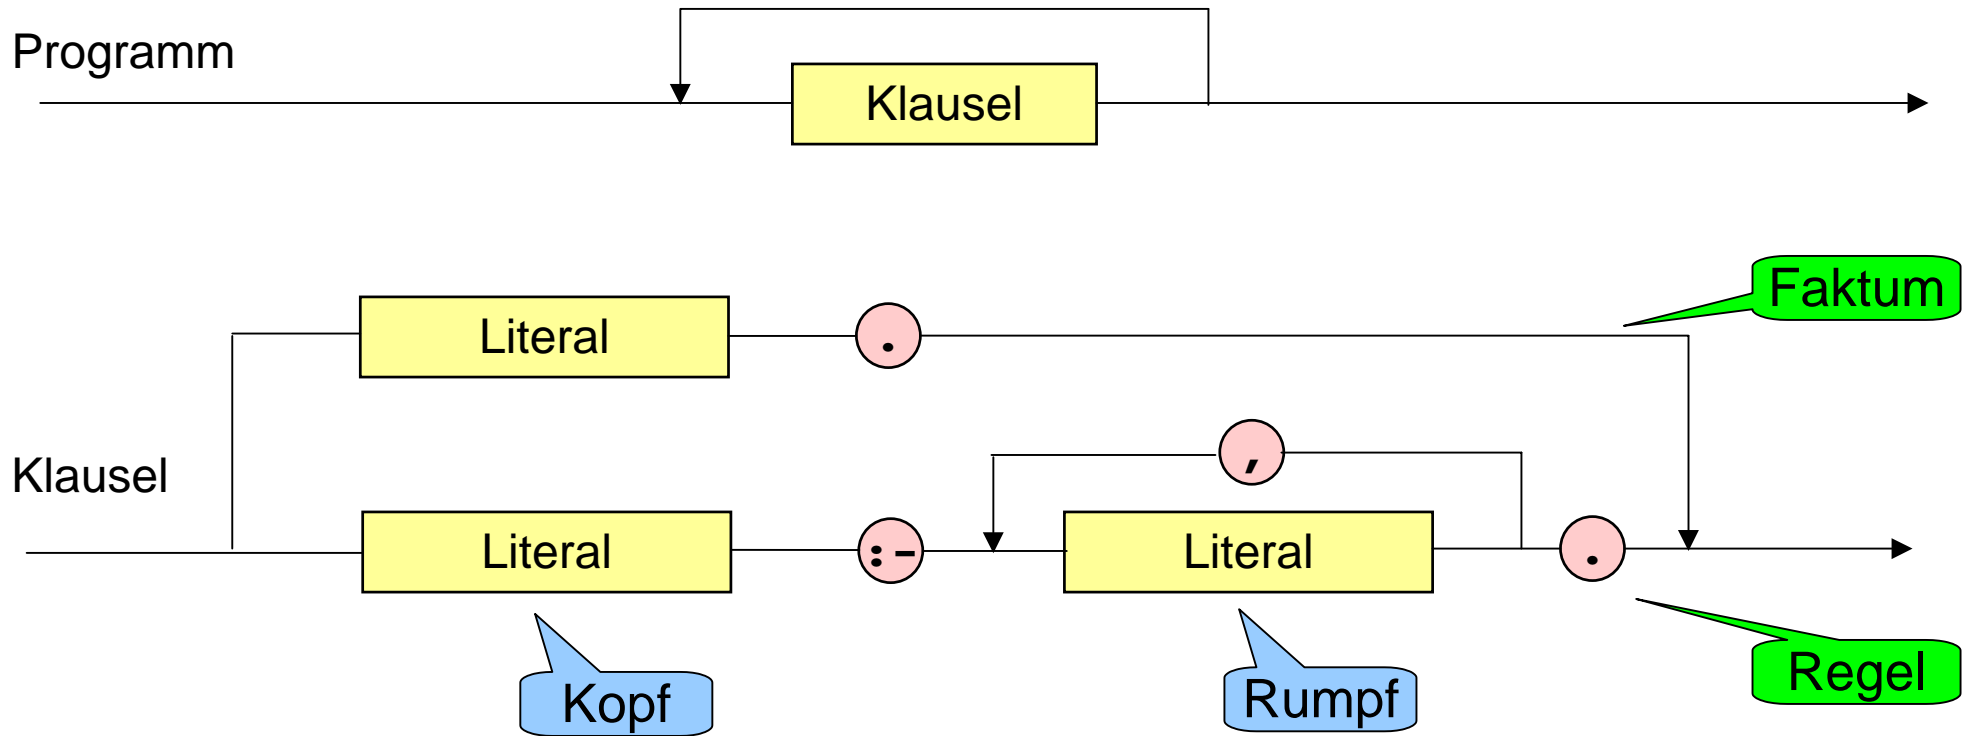 Programm
Klausel
Faktum
Literal .
,
Klausel
Literal :- Literal .
Kopf
Rumpf
Regel